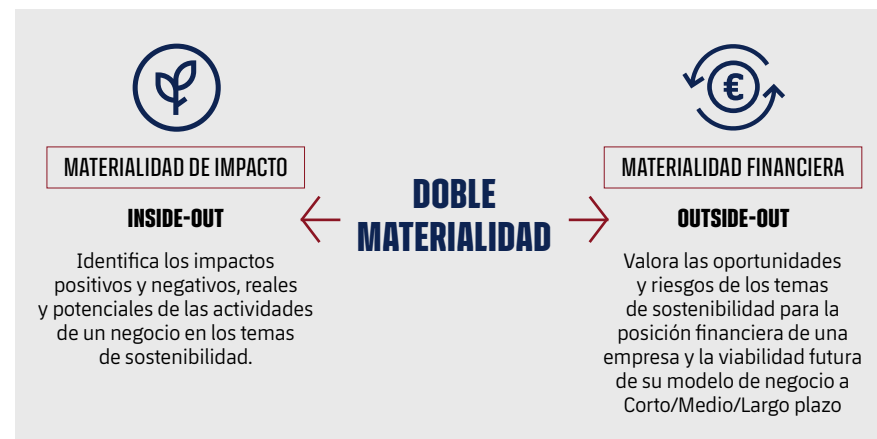 €
MATERIALIDAD DE IMPACTO
INSIDE-OUT
Identifica los impactos
positivos y negativos, reales
y potenciales de las actividades
de un negocio en los temas
de sostenibilidad.
DOBLE
MATERIALIDAD
MATERIALIDAD FINANCIERA
OUTSIDE-OUT
Valora las oportunidades
y riesgos de los temas
de sostenibilidad para la
posición financiera de una
empresa y la viabilidad futura
de su modelo de negocio a
Corto/Medio/Largo plazo